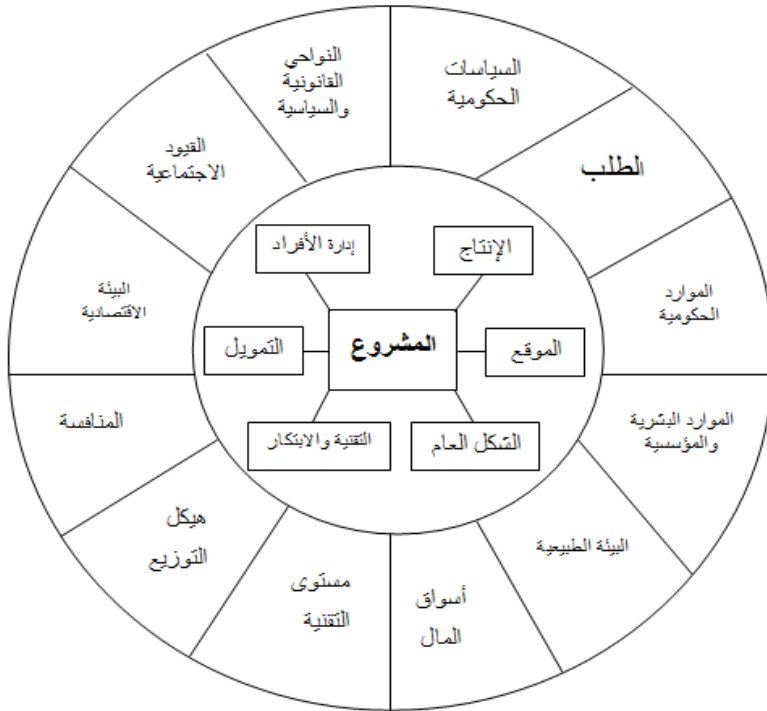 السياسات
الحكومية
النواحي
القانونية
والسياسية
الطلب
القيود
الاجتماعية
الموارد
الحكومية
البيئة
الاقتصادية
الإنتاج
إدارة الأفراد
الموقع
المشروع
التمويل
الشكل العام
التقنية والابتكار
الموارد البشرية
والمؤسسية
المنافسة
البيئة الطبيعية
هيكل
التوزيع
أسواق
المال
مستوى
التقنية